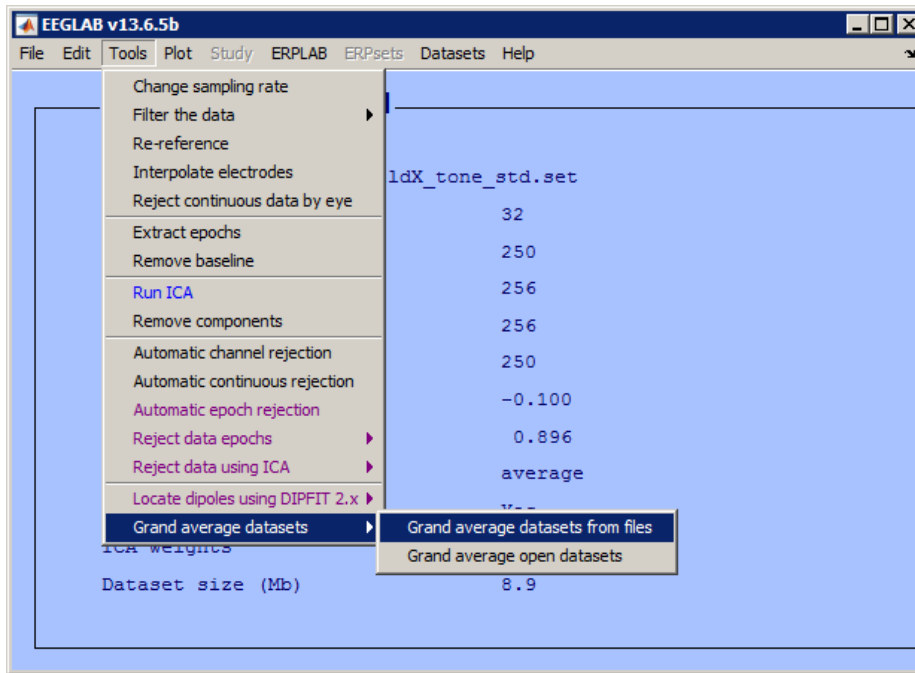 EEGLAB v13.6.5b
File Edit Tools Plot Study ERPLAB ERPsets Datasets Help
Change sampling rate
Filter the data
Re-reference
Interpolate electrodes
ldX_tone_std.set
Reject continuous data by eye
32
Extract epochs
250
Remove baseline
Run ICA
256
Remove components
256
Automatic channel rejection
250
Automatic continuous rejection
-0.100
Automatic epoch rejection
Reject data epochs
0.896
Reject data using ICA
average
Locate dipoles using DIPFIT 2.x
Grand average datasets
Grand average datasets from files
ICA weights
Grand average open datasets
Dataset size (Mb) 8.9